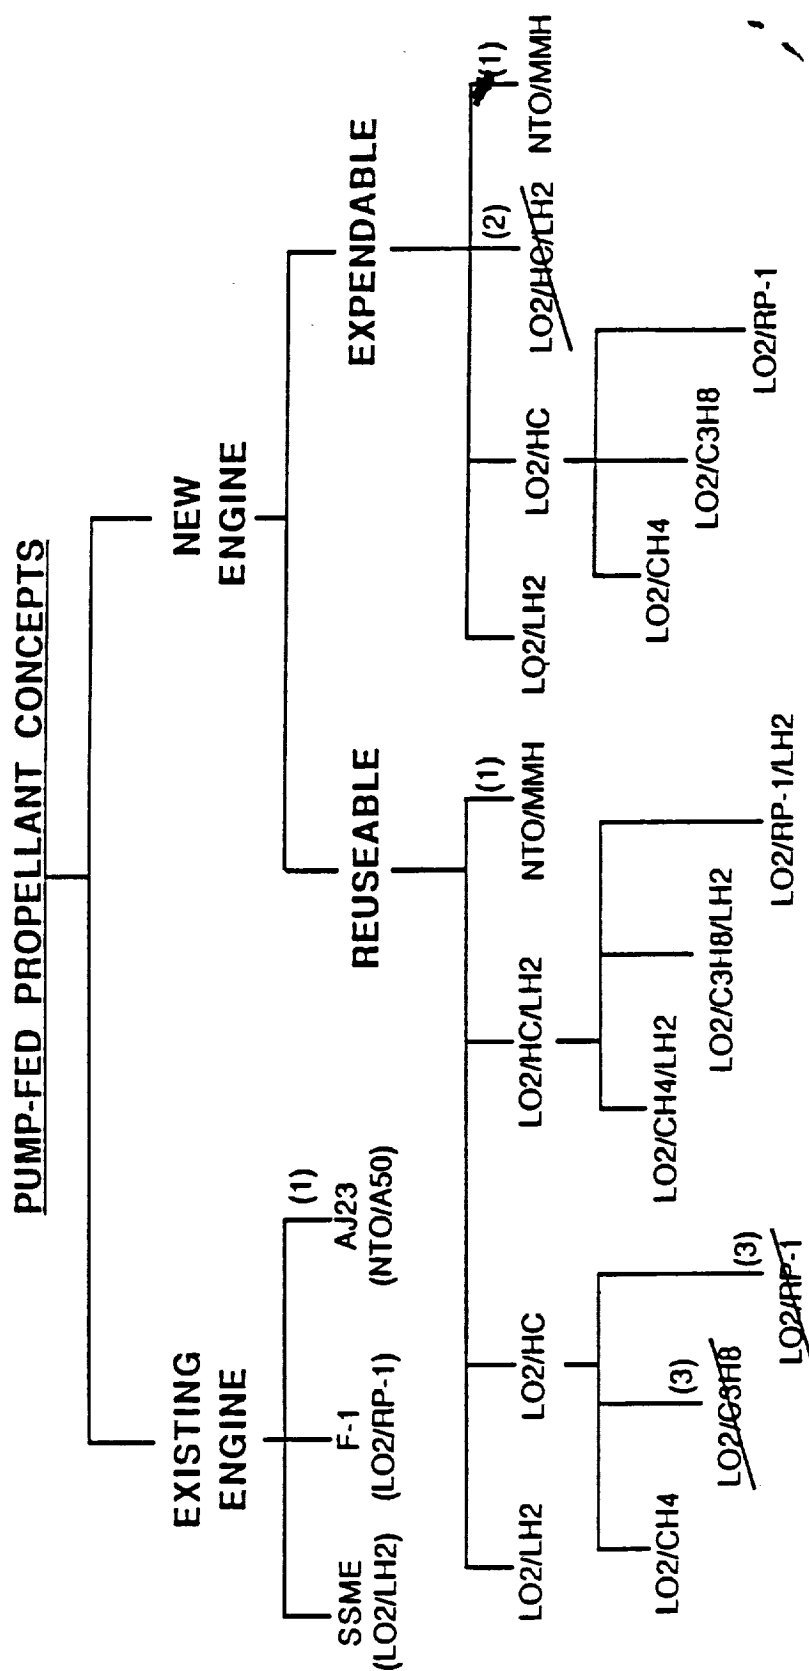 PUMP-FED PROPELLANT CONCEPTS
EXISTING
ENGINE
NEW
ENGINE
SSME
(LO2/LH2)
F-1
(LO2/RP-1)
(1)
AJ23
(NTO/A50)
REUSEABLE
EXPENDABLE
LO2/LH2
LO2/HC
LO2/HC/LH2
(1)
NTO/MMH
LO2/LH2
LO2/HC
(2)
LO2/HC/LH2
(1)
NTO/MMH
LO2/CH4
(3)
LO2/C3H8
(3)
LO2/RP-1
LO2/CH4/LH2
LO2/C3H8/LH2
LO2/RP-1/LH2
LO2/CH4
LO2/C3H8
LO2/RP-1